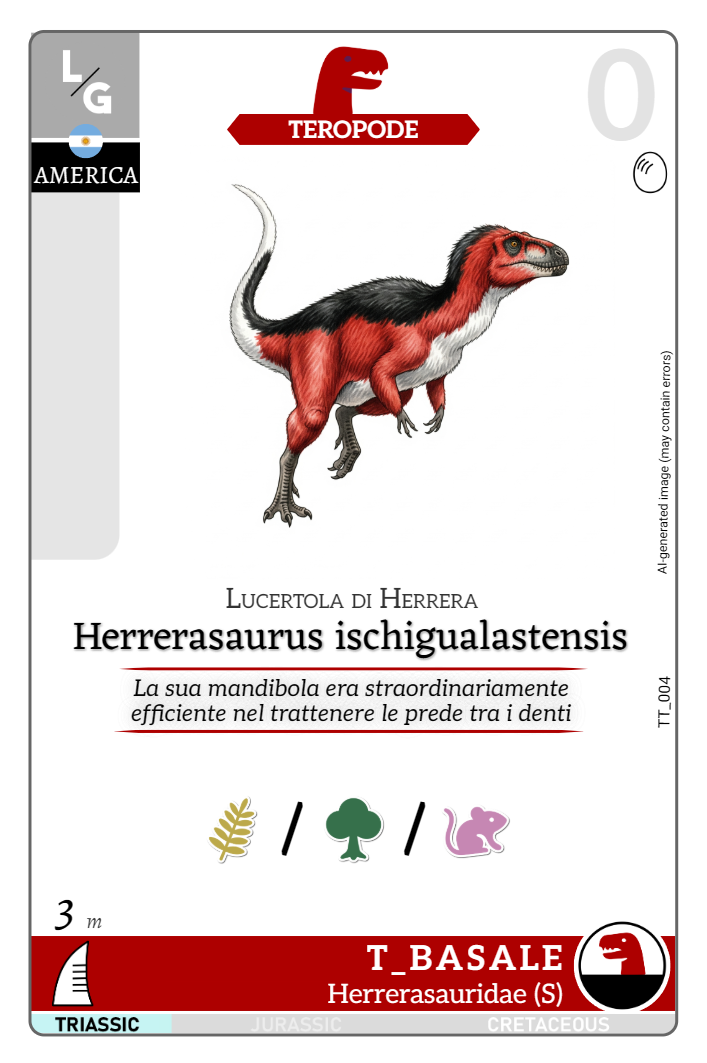 L/G
AMERICA
TEROPODE
0
AI-generated image (may contain errors)
Lucertola di Herrera
Herrerasaurus ischigualastensis
La sua mandibola era straordinariamente
efficiente nel trattenere le prede tra i denti
TT_004
/ /
3 m
T_BASALE
Herrerasauridae (S)
TRIASSIC JURASSIC CRETACEOUS